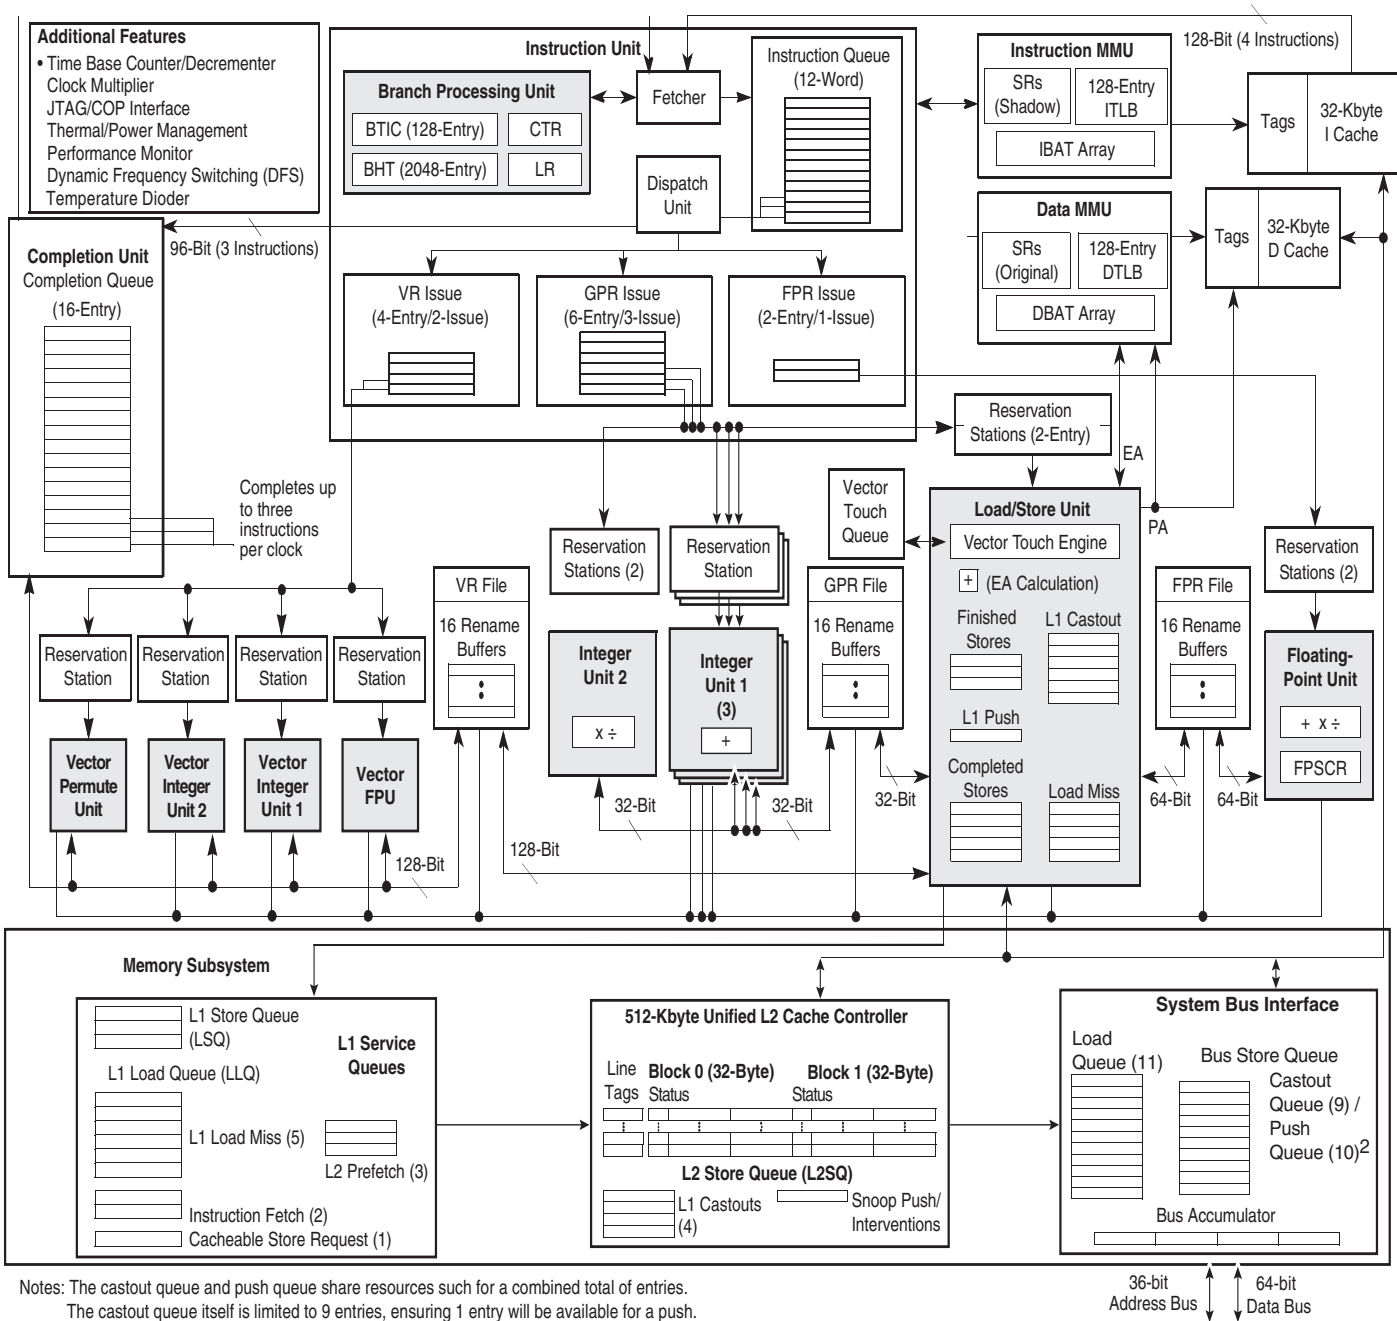 Additional Features
• Time Base Counter/Decrementer
Clock Multiplier
JTAG/COP Interface
Thermal/Power Management
Performance Monitor
Dynamic Frequency Switching (DFS)
Temperature Dioder
Instruction Unit
Branch Processing Unit
BTIC (128-Entry)
CTR
BHT (2048-Entry)
LR
Fetcher
Instruction Queue
(12-Word)
Dispatch
Unit
128-Bit (4 Instructions)
Instruction MMU
SRs
(Shadow)
128-Entry
ITLB
IBAT Array
Tags
32-Kbyte
I Cache
Data MMU
SRs
(Original)
128-Entry
DTLB
DBAT Array
Tags
32-Kbyte
D Cache
96-Bit (3 Instructions)
Completion Unit
Completion Queue
(16-Entry)
Completes up
to three
instructions
per clock
VR Issue
(4-Entry/2-Issue)
GPR Issue
(6-Entry/3-Issue)
FPR Issue
(2-Entry/1-Issue)
Reservation
Stations (2-Entry)
EA
PA
Vector
Touch
Queue
Load/Store Unit
Vector Touch Engine
+
(EA Calculation)
Finished
Stores
L1 Castout
L1 Push
Completed
Stores
Load Miss
Reservation
Stations (2)
Reservation
Station
Reservation
Stations (2)
VR File
16 Rename
Buffers
GPR File
16 Rename
Buffers
FPR File
16 Rename
Buffers
Reservation
Station
Reservation
Station
Reservation
Station
Reservation
Station
Integer
Unit 2
x ÷
Integer
Unit 1
(3)
+
Floating-
Point Unit
+ x ÷
FPSCR
Vector
Permute
Unit
Vector
Integer
Unit 2
Vector
Integer
Unit 1
Vector
FPU
128-Bit
128-Bit
32-Bit
32-Bit
32-Bit
64-Bit
64-Bit
Memory Subsystem
L1 Store Queue
(LSQ)
L1 Service
Queues
L1 Load Queue (LLQ)
L1 Load Miss (5)
L2 Prefetch (3)
Instruction Fetch (2)
Cacheable Store Request (1)
512-Kbyte Unified L2 Cache Controller
Line
Tags
Block 0 (32-Byte)
Status
Block 1 (32-Byte)
Status
L2 Store Queue (L2SQ)
L1 Castouts
(4)
Snoop Push/
Interventions
System Bus Interface
Load
Queue (11)
Bus Store Queue
Castout
Queue (9) /
Push
Queue (10)2
Bus Accumulator
36-bit
Address Bus
64-bit
Data Bus
Notes: The castout queue and push queue share resources such for a combined total of entries.
The castout queue itself is limited to 9 entries, ensuring 1 entry will be available for a push.